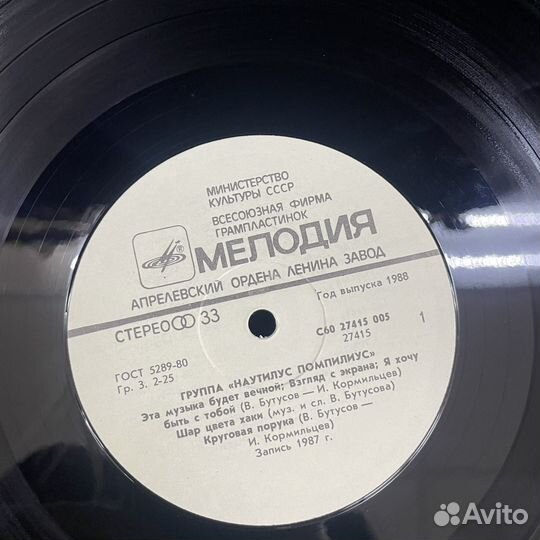 МИНИСТЕРСТВО
КУЛЬТУРЫ СССР
ВСЕСОЮЗНАЯ ФИРМА
ГРАМПЛАСТИНОК
МЕЛОДИЯ
АПРЕЛЕВСКИЙ ОРДЕНА ЛЕНИНА ЗАВОД
СТЕРЕО 33
Год выпуска 1988
ГОСТ 5289-80
Гр. 3. 2-25
С60 27415 005
27415
1
ГРУППА «НАУТИЛУС ПОМПИЛИУС»
Эта музыка будет вечной; Взгляд с экрана; Я хочу
быть с тобой (В. Бутусов — И. Кормильцев)
Шар цвета хаки (муз. и сл. В. Бутусова)
Круговая порука (В. Бутусов —
И. Кормильцев)
Запись 1987 г.
Avito